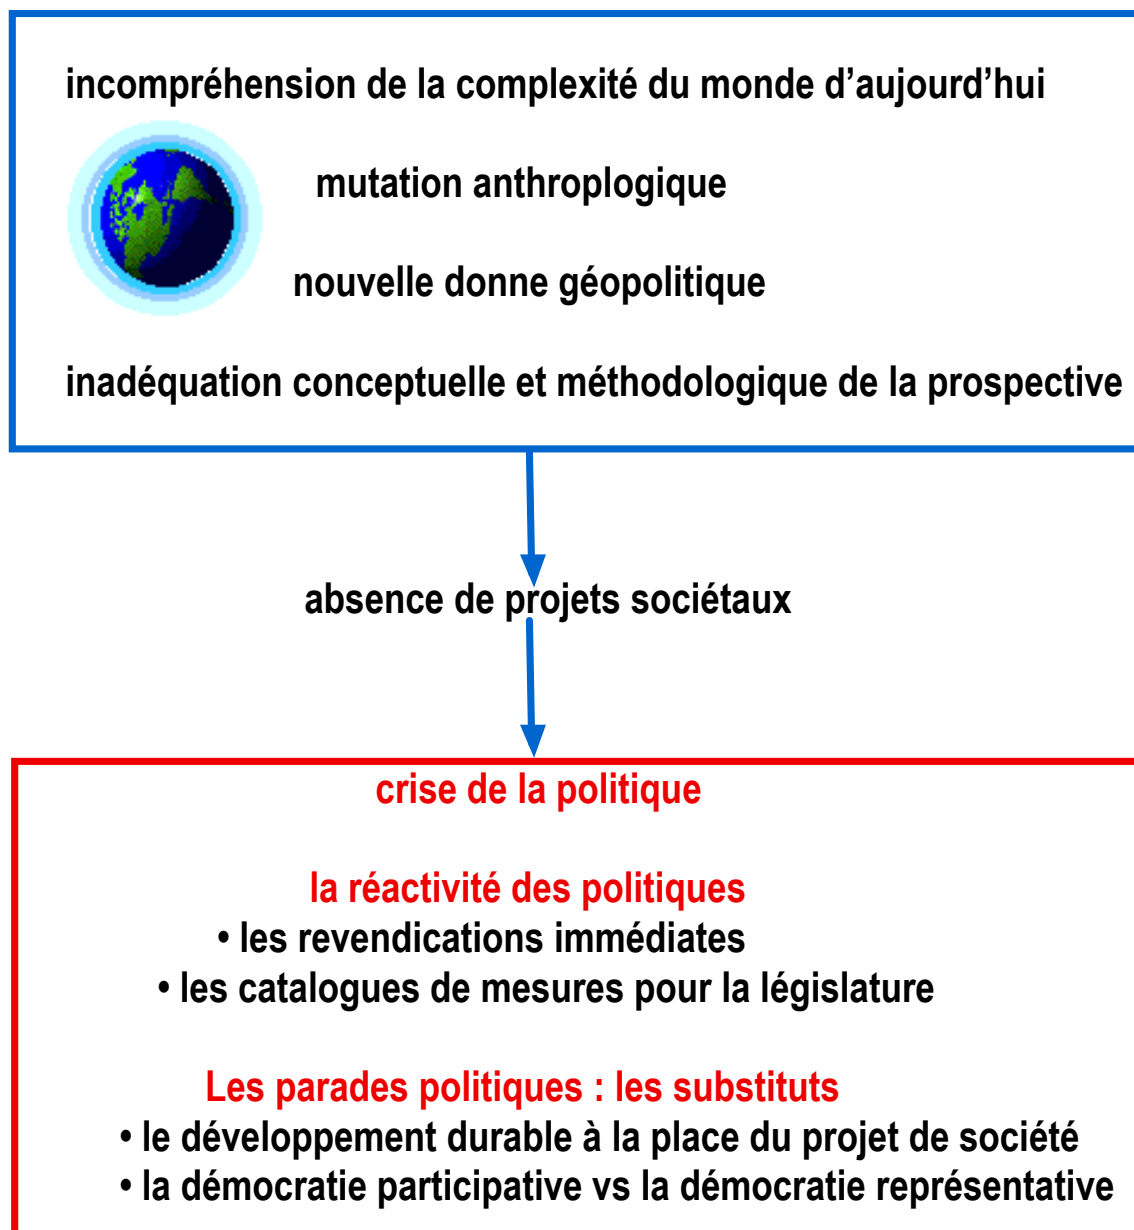 incompréhension de la complexité du monde d’aujourd’hui
mutation anthroplogique
nouvelle donne géopolitique
inadéquation conceptuelle et méthodologique de la prospective
absence de projets sociétaux
crise de la politique
la réactivité des politiques
• les revendications immédiates
• les catalogues de mesures pour la législature
Les parades politiques : les substituts
• le développement durable à la place du projet de société
• la démocratie participative vs la démocratie représentative